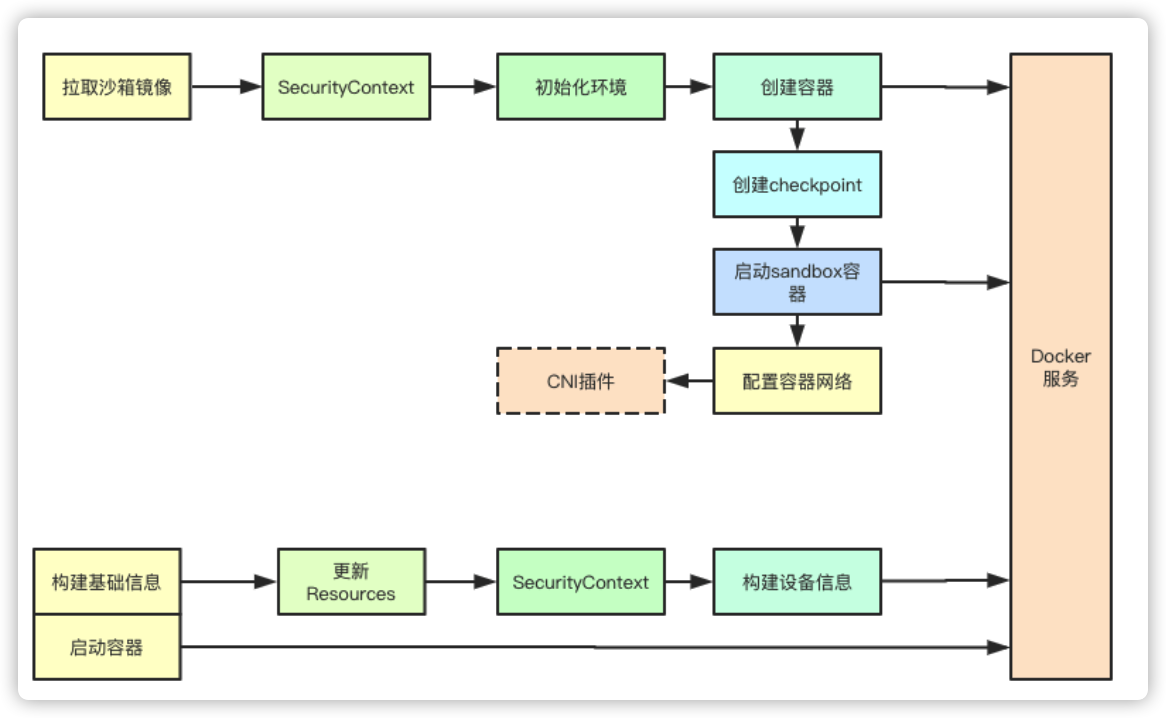 拉取沙箱镜像
SecurityContext
初始化环境
创建容器
创建checkpoint
启动sandbox容
器
CNI插件
配置容器网络
Docker
服务
构建基础信息
更新
Resources
SecurityContext
构建设备信息
启动容器